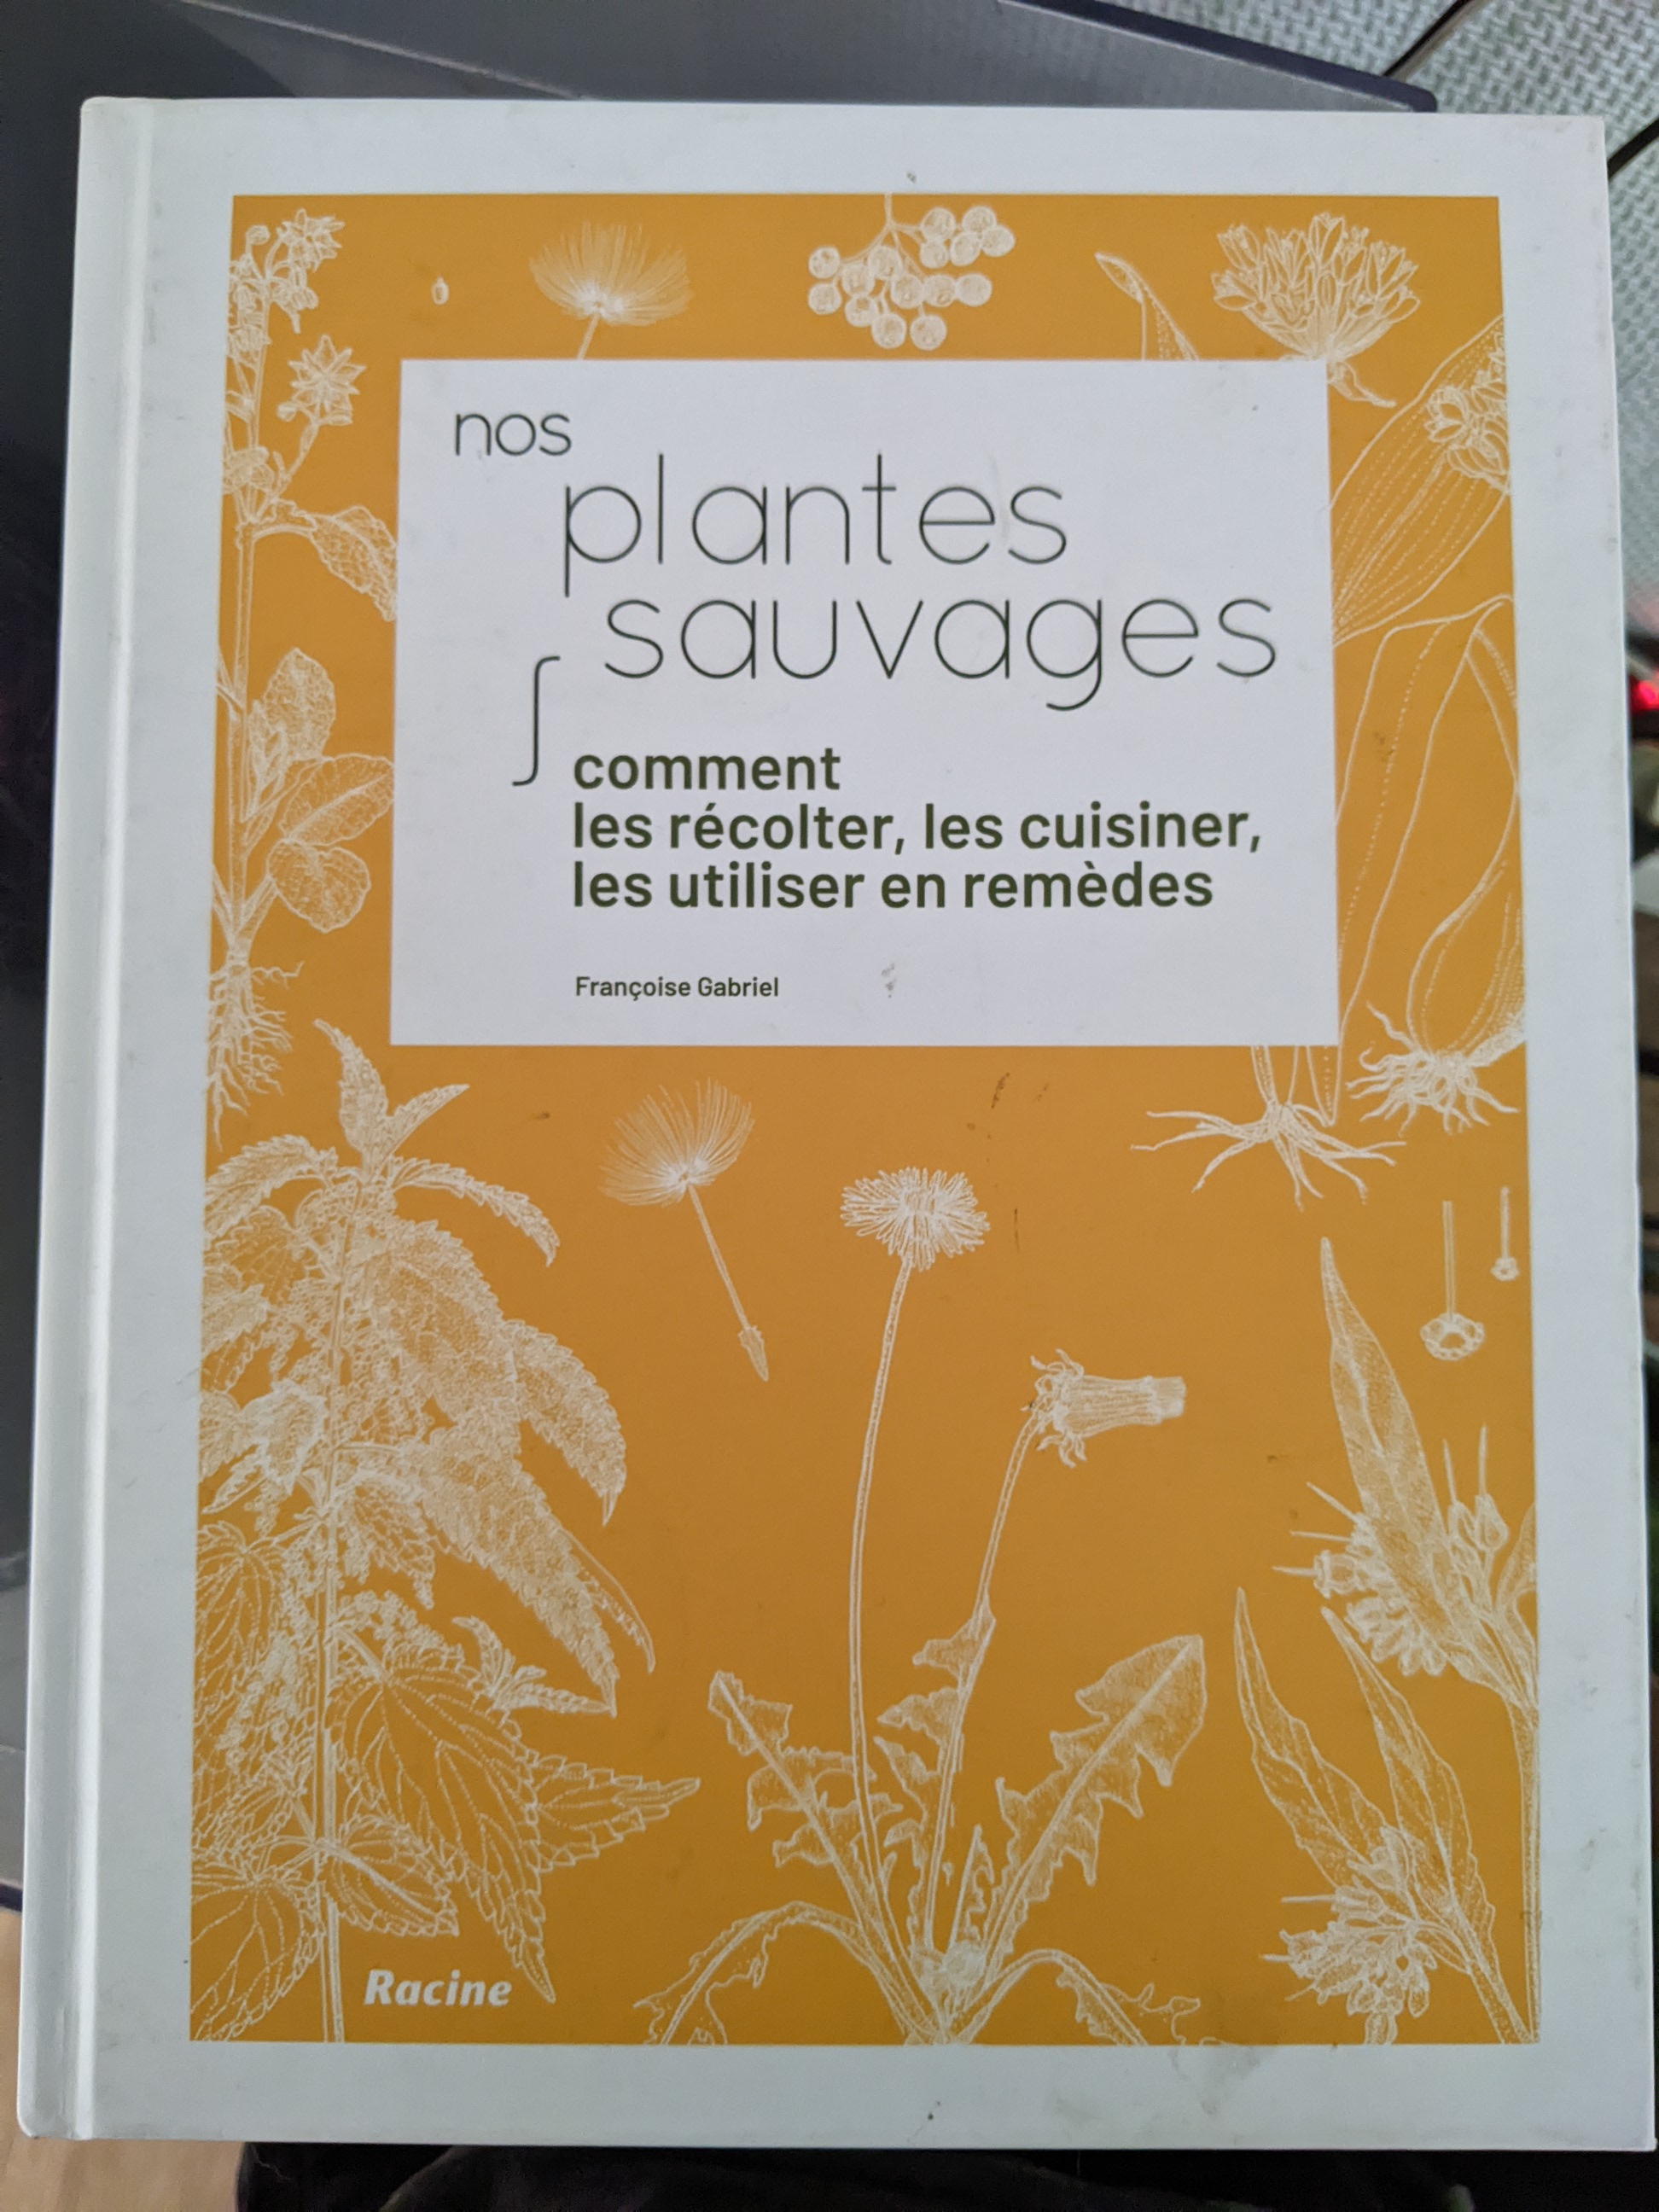 nos
plantes
sauvages
comment
les récolter, les cuisiner,
les utiliser en remèdes
Françoise Gabriel
Racine